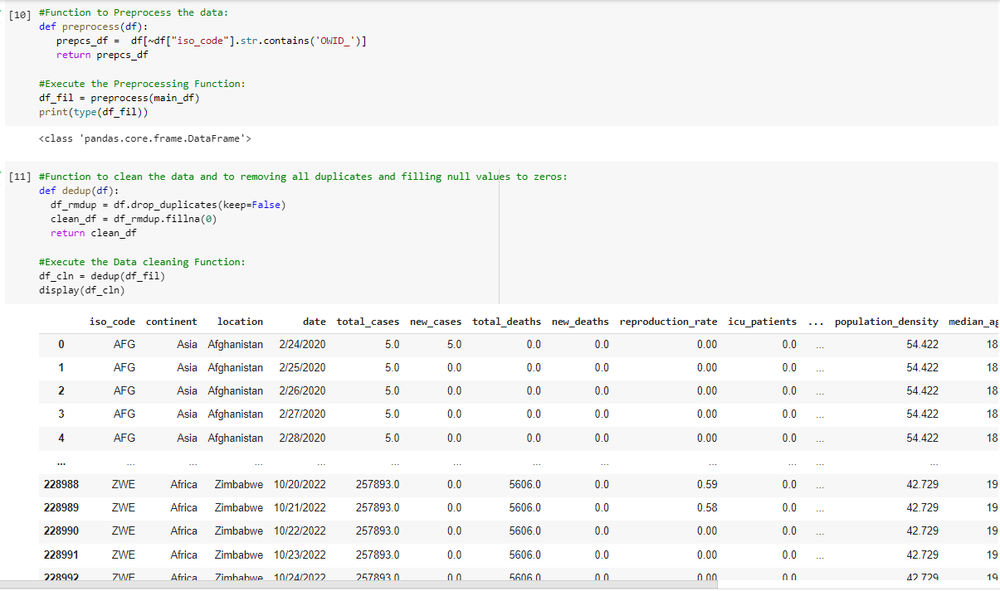 [10] #Function to Preprocess the data:
def preprocess(df):
prepcs_df =  df[~df["iso_code"].str.contains('OWID_')]
return prepcs_df
#Execute the Preprocessing Function:
df_fil = preprocess(main_df)
print(type(df_fil))
<class 'pandas.core.frame.DataFrame'>
[11] #Function to clean the data and to removing all duplicates and filling null values to zeros:
def dedup(df):
df_rmdup = df.drop_duplicates(keep=False)
clean_df = df_rmdup.fillna(0)
return clean_df
#Execute the Data cleaning Function:
df_cln = dedup(df_fil)
display(df_cln)
iso_code continent location date total_cases new_cases total_deaths new_deaths reproduction_rate icu_patients ... population_density median_ag
0 AFG Asia Afghanistan 2/24/2020 5.0 5.0 0.0 0.0 0.00 0.0 ... 54.422 18
1 AFG Asia Afghanistan 2/25/2020 5.0 0.0 0.0 0.0 0.00 0.0 ... 54.422 18
2 AFG Asia Afghanistan 2/26/2020 5.0 0.0 0.0 0.0 0.00 0.0 ... 54.422 18
3 AFG Asia Afghanistan 2/27/2020 5.0 0.0 0.0 0.0 0.00 0.0 ... 54.422 18
4 AFG Asia Afghanistan 2/28/2020 5.0 0.0 0.0 0.0 0.00 0.0 ... 54.422 18
... ... ... ... ... ... ... ... ... ... ... ... ...
228988 ZWE Africa Zimbabwe 10/20/2022 257893.0 0.0 5606.0 0.0 0.59 0.0 ... 42.729 19
228989 ZWE Africa Zimbabwe 10/21/2022 257893.0 0.0 5606.0 0.0 0.58 0.0 ... 42.729 19
228990 ZWE Africa Zimbabwe 10/22/2022 257893.0 0.0 5606.0 0.0 0.00 0.0 ... 42.729 19
228991 ZWE Africa Zimbabwe 10/23/2022 257893.0 0.0 5606.0 0.0 0.00 0.0 ... 42.729 19
228992 ZWE Africa Zimbabwe 10/24/2022 257893.0 0.0 5606.0 0.0 0.00 0.0 ... 42.729 19